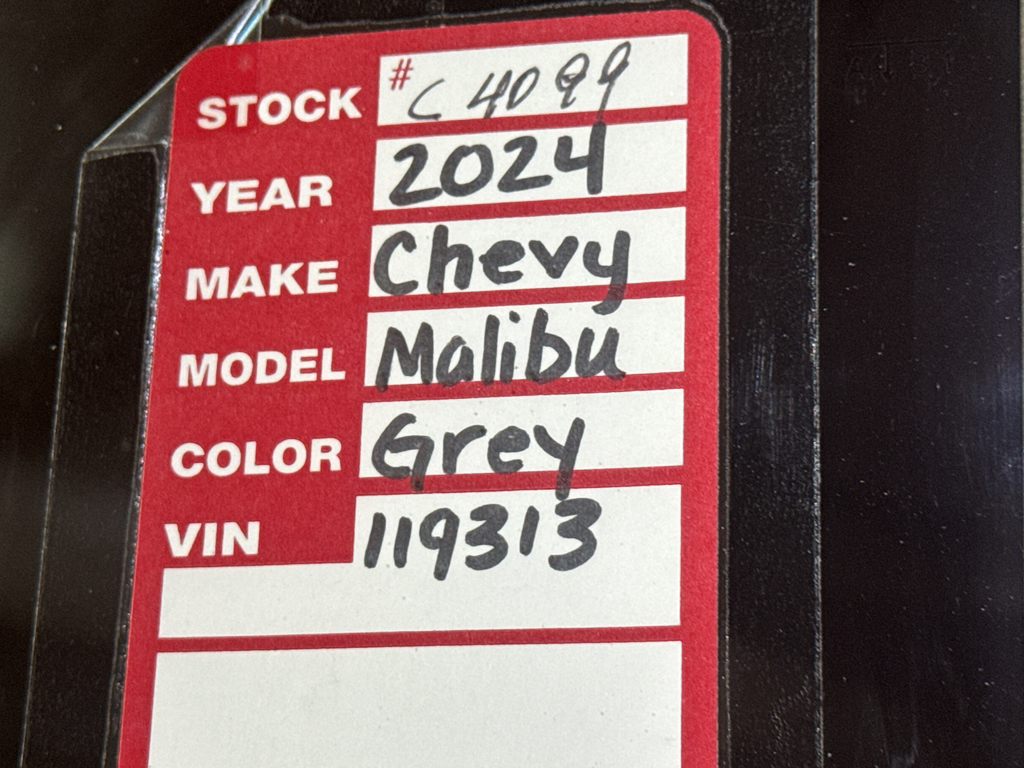 STOCK # C4099
YEAR 2024
MAKE Chevy
MODEL Malibu
COLOR Grey
VIN 119313